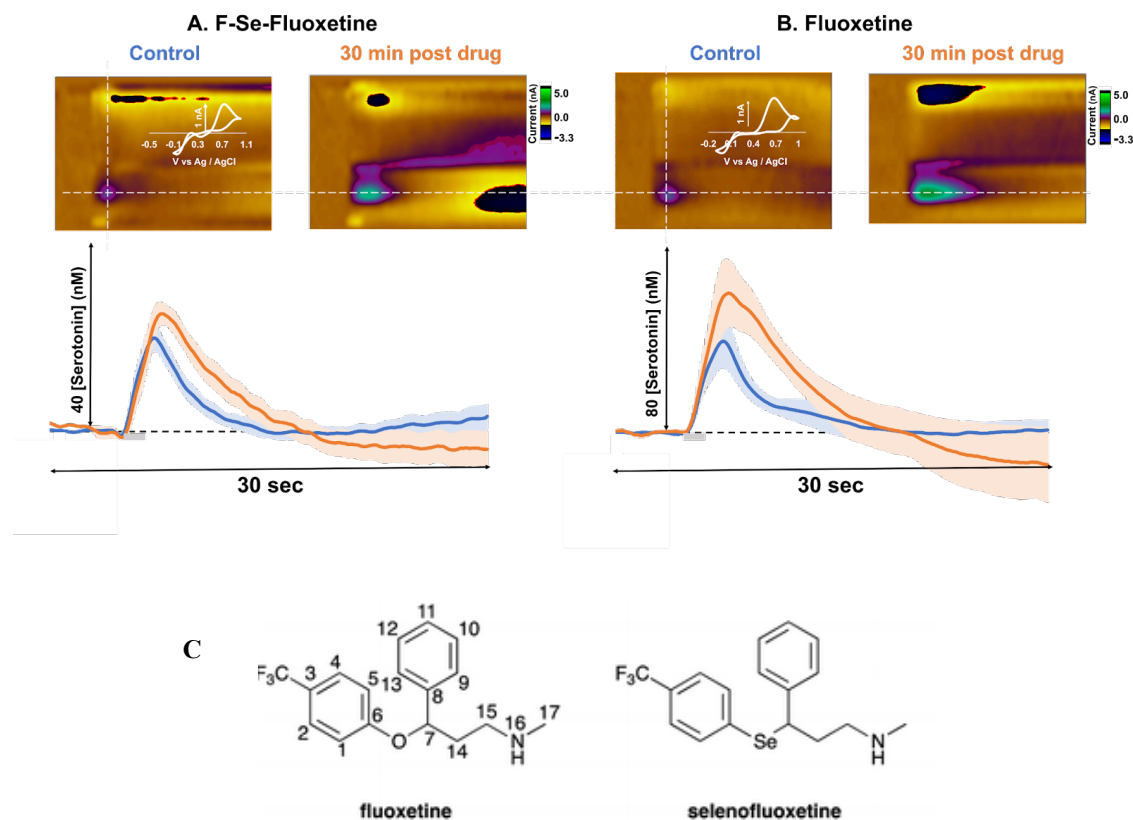 A. F-Se-Fluoxetine
Control
30 min post drug
B. Fluoxetine
Control
30 min post drug
1 nA
-0.5 -0.1 0.3 0.7 1.1
V vs Ag / AgCl
Current (nA)
5.0
0.0
-3.3
1 nA
-0.2 0.1 0.4 0.7 1
V vs Ag / AgCl
Current (nA)
5.0
0.0
-3.3
40 [Serotonin] (nM)
30 sec
80 [Serotonin] (nM)
30 sec
C
F₃C
1
2
3
4
5
6
O
7
8
9
10
11
12
13
14
15
16
N
H
17
fluoxetine
F₃C
Se
N
H
selenofluoxetine